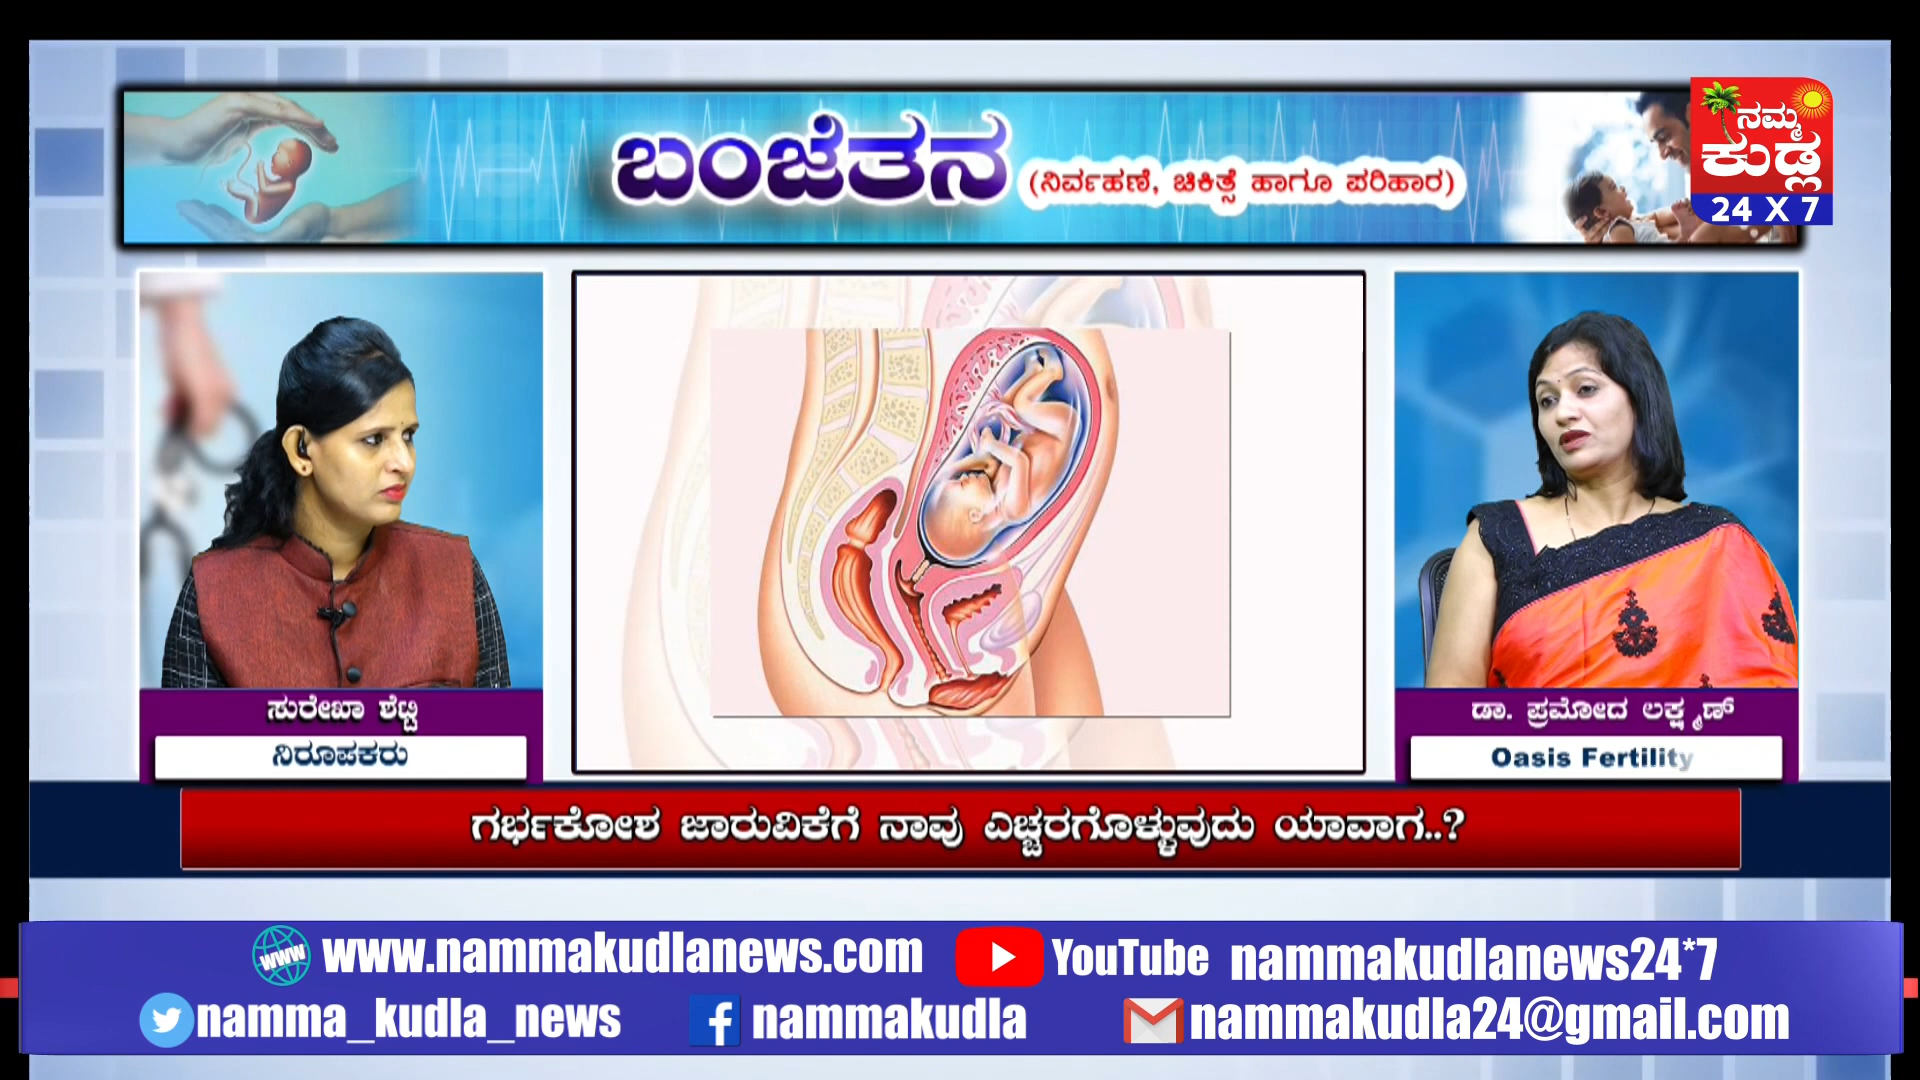 ಬಂಜೆತನ (ನಿರ್ವಹಣೆ, ಚಿಕಿತ್ಸೆ ಹಾಗೂ ಪರಿಹಾರ)
ನಮ್ಮ
ಕುಡ್ಲ
24 X 7
ಸುರೇಖಾ ಶೆಟ್ಟಿ
ನಿರೂಪಕರು
ಡಾ. ಪ್ರಮೋದ ಲಕ್ಷ್ಮಣ್
Oasis Fertility
ಗರ್ಭಕೋಶ ಜಾರುವಿಕೆಗೆ ನಾವು ಎಚ್ಚರಗೊಳ್ಳುವುದು ಯಾವಾಗ..?
www www.nammakudlanews.com YouTube nammakudlanews24*7
namma_kudla_news nammakudla nammakudla24@gmail.com